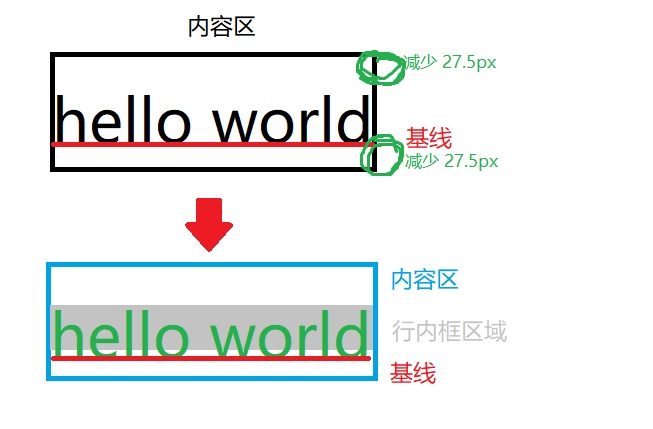 内容区
减少 27.5px
hello world
基线
减少 27.5px
内容区
hello world
行内框区域
基线